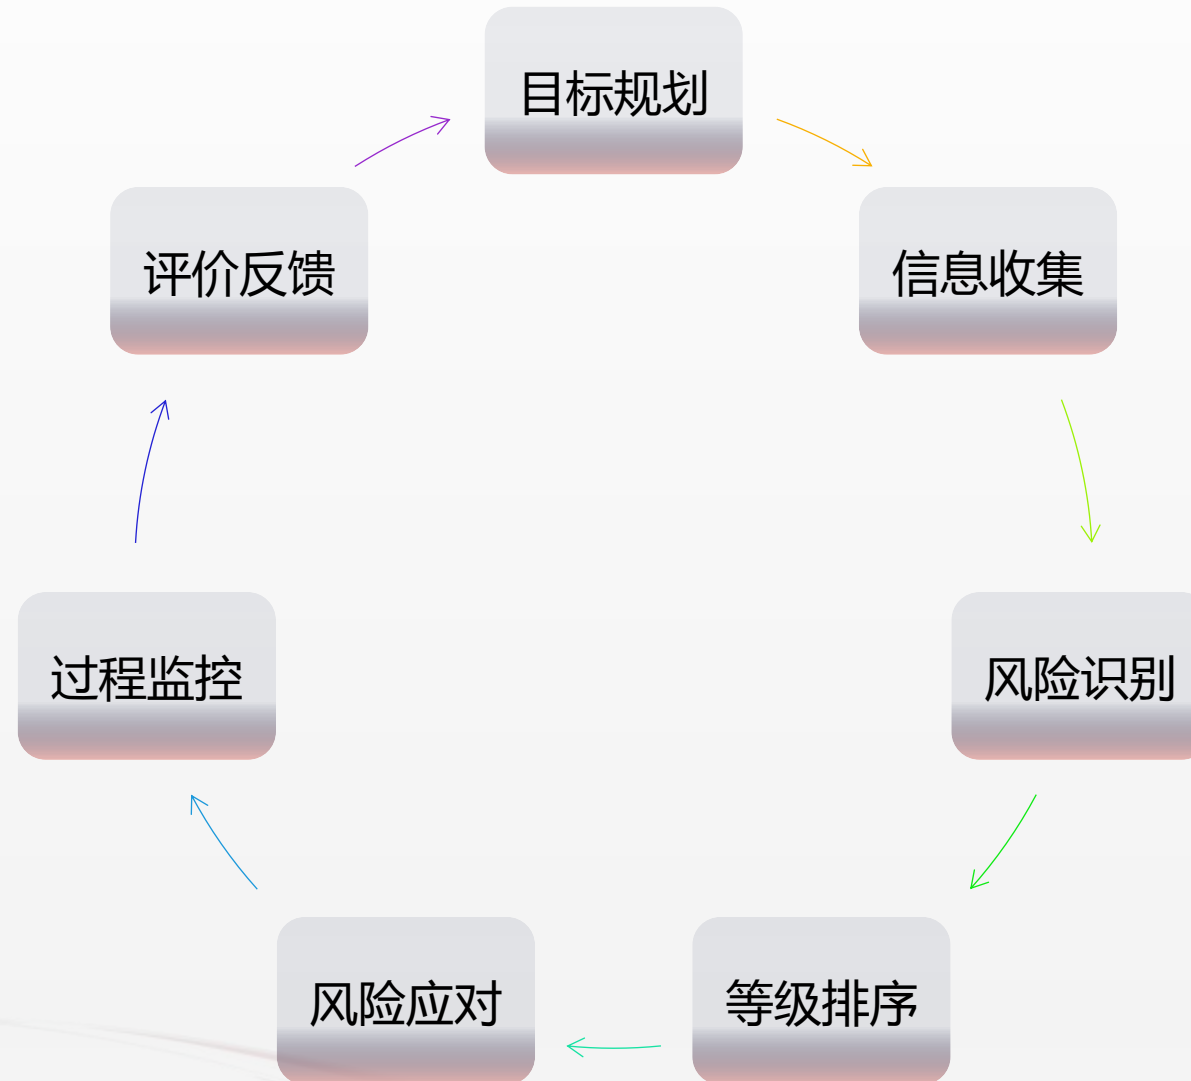 目标规划
信息收集
风险识别
等级排序
风险应对
过程监控
评价反馈